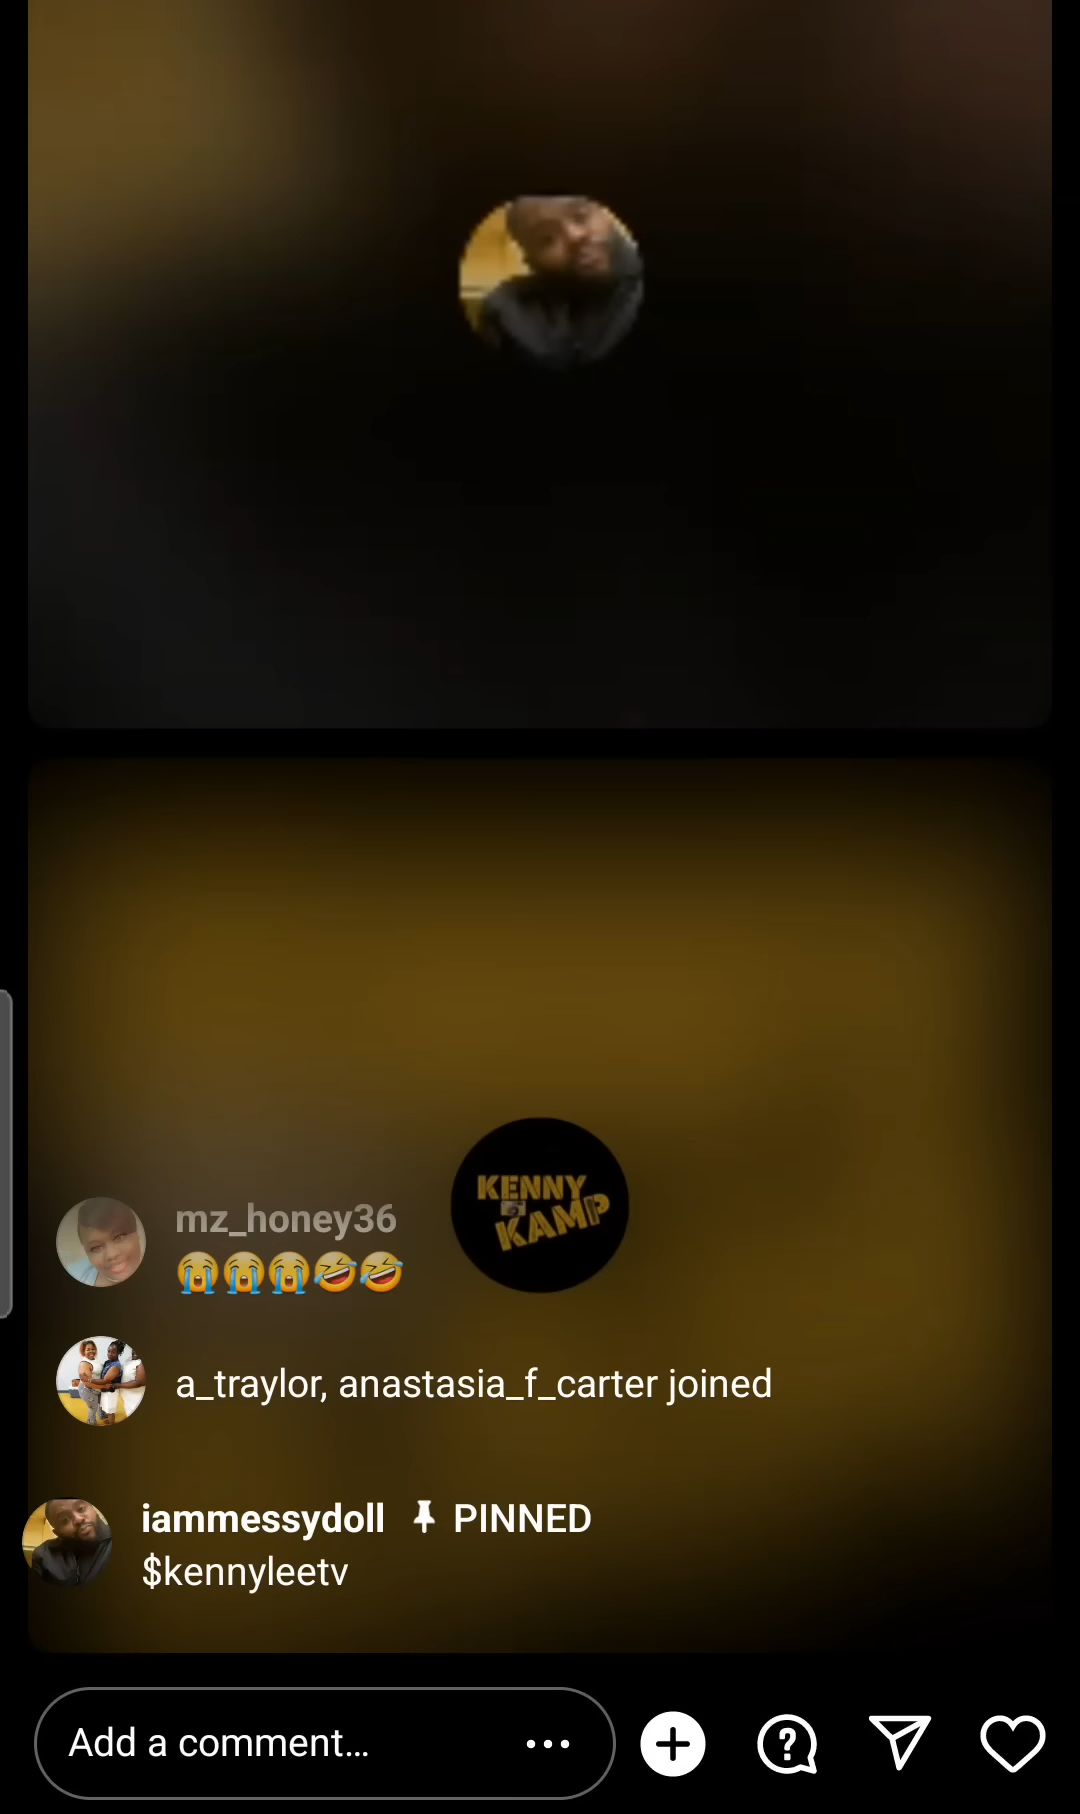 KENNY
KAMP
mz_honey36
😭😭😭🤣🤣
a_traylor, anastasia_f_carter joined
iammessydoll 📌 PINNED
$kennyleetv
Add a comment...